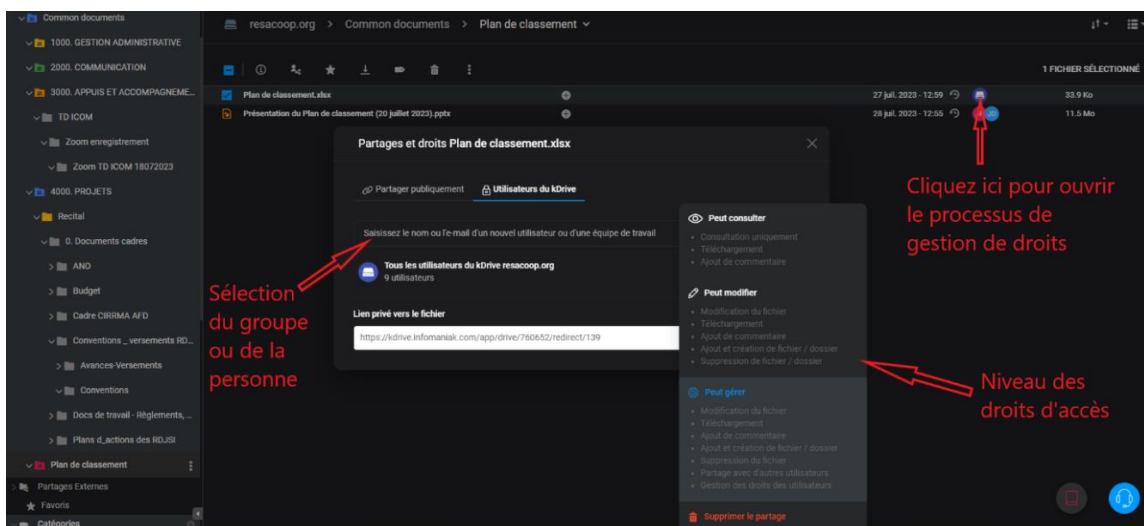 Common documents
1000. GESTION ADMINISTRATIVE
2000. COMMUNICATION
3000. APPUIS ET ACCOMPAGNEME...
TD ICOM
Zoom enregistrement
Zoom TD ICOM 18072023
4000. PROJETS
Recital
0. Documents cadres
ANO
Budget
Cadre CIRRMA AFD
Conventions _ versements RD...
Avances-Versements
Conventions
Docs de travail - Règlements, ...
Plans d_actions des RDJSI
Plan de classement
Partages Externes
Favoris
Catégories
resacoop.org > Common documents > Plan de classement
1 FICHIER SÉLECTIONNÉ
Plan de classement.xlsx 27 juil. 2023 - 12:59 33.9 Ko
Présentation du Plan de classement (20 juillet 2023).pptx 28 juil. 2023 - 12:55 11.5 Mo
Partages et droits Plan de classement.xlsx
Partager publiquement Utilisateurs du kDrive
Saisissez le nom ou l'e-mail d'un nouvel utilisateur ou d'une équipe de travail
Tous les utilisateurs du kDrive resacoop.org
9 utilisateurs
Lien privé vers le fichier
https://kdrive.infomaniak.com/app/drive/760652/redirect/139
Peut consulter
Consultation uniquement
Téléchargement
Ajout de commentaire
Peut modifier
Modification du fichier
Téléchargement
Ajout de commentaire
Ajout et création de fichier / dossier
Suppression de fichier / dossier
Peut gérer
Modification du fichier
Téléchargement
Ajout de commentaire
Ajout et création de fichier / dossier
Suppression du fichier
Partage avec d'autres utilisateurs
Gestion des droits des utilisateurs
Supprimer le partage
Cliquez ici pour ouvrir
le processus de
gestion de droits
Sélection
du groupe
ou de la
personne
Niveau des
droits d'accès